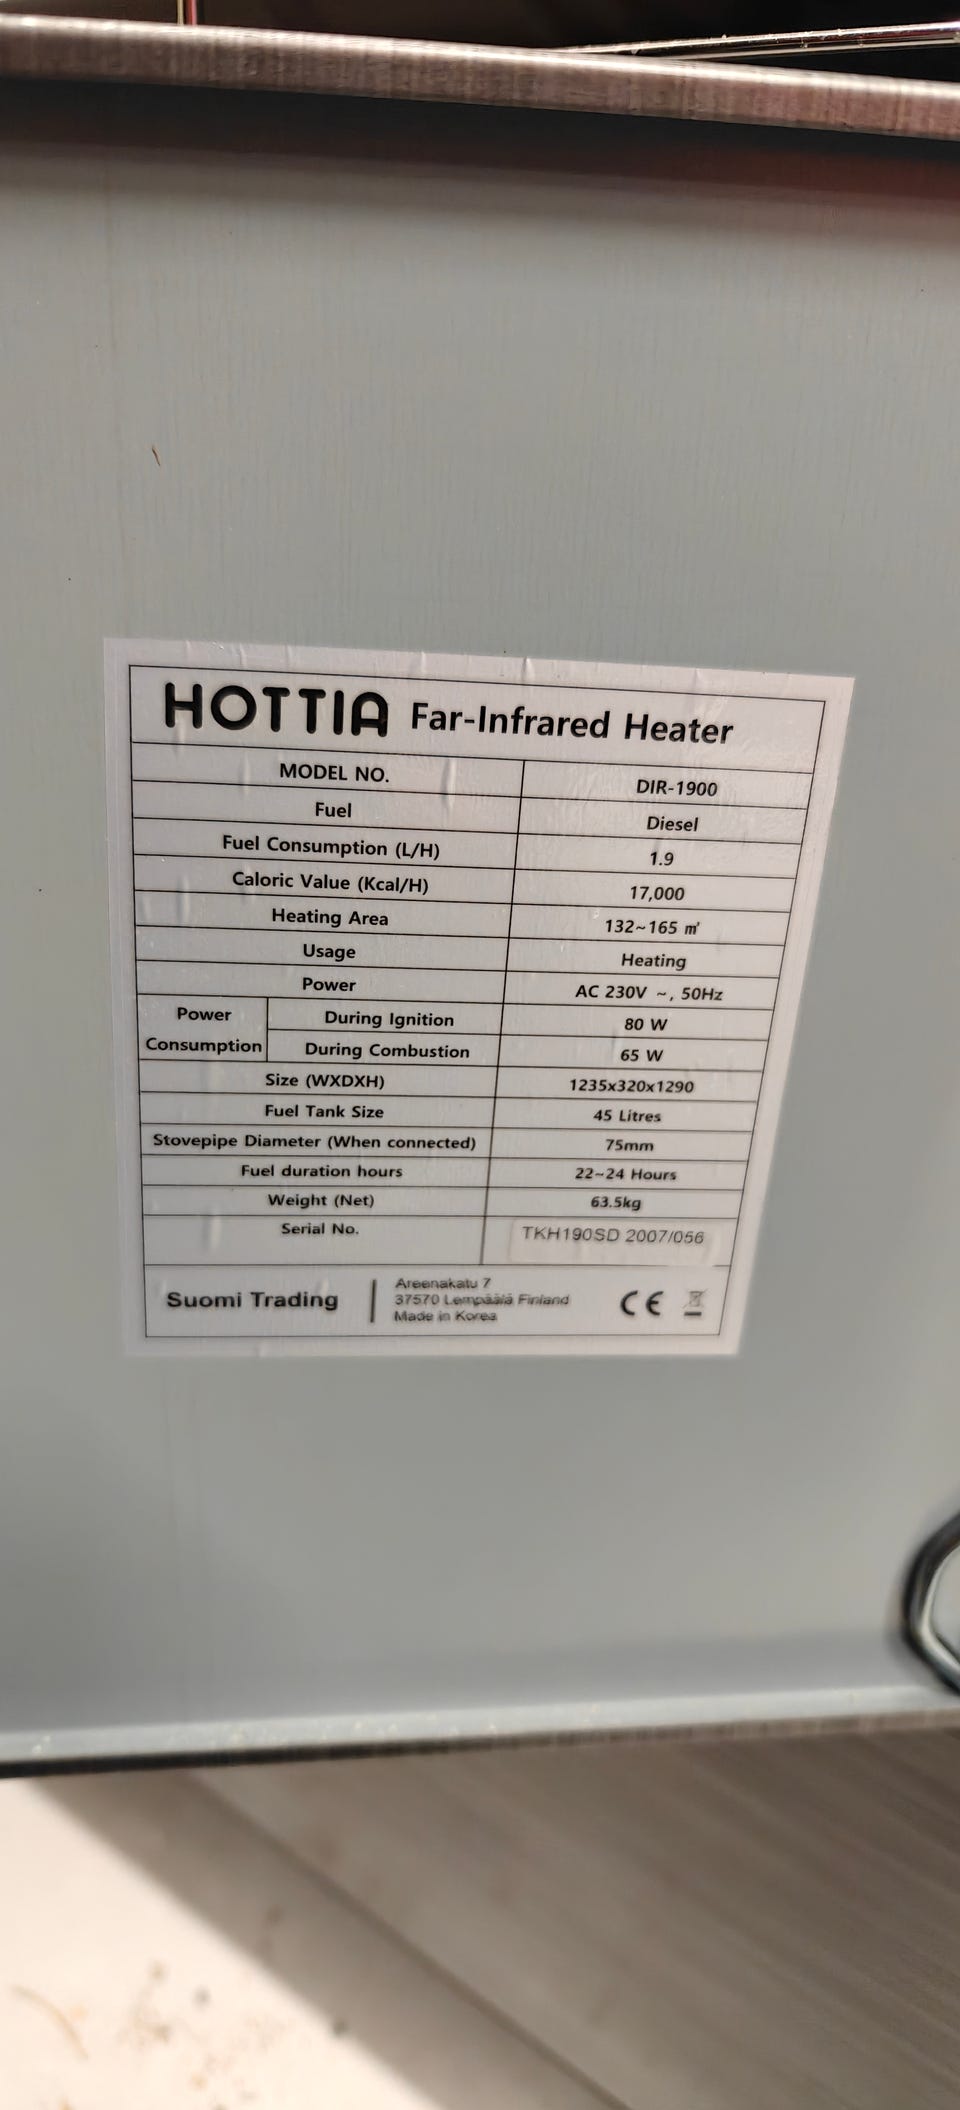 HOTTIA Far-Infrared Heater
MODEL NO. DIR-1900
Fuel Diesel
Fuel Consumption (L/H) 1.9
Caloric Value (Kcal/H) 17,000
Heating Area 132~165 ㎡
Usage Heating
Power AC 230V ~, 50Hz
Power Consumption During Ignition 80 W
During Combustion 65 W
Size (WXDXH) 1235x320x1290
Fuel Tank Size 45 Litres
Stovepipe Diameter (When connected) 75mm
Fuel duration hours 22~24 Hours
Weight (Net) 63.5kg
Serial No. TKH190SD 2007/056
Suomi Trading
Areenakatu 7
37570 Lempäälä Finland
Made in Korea
CE